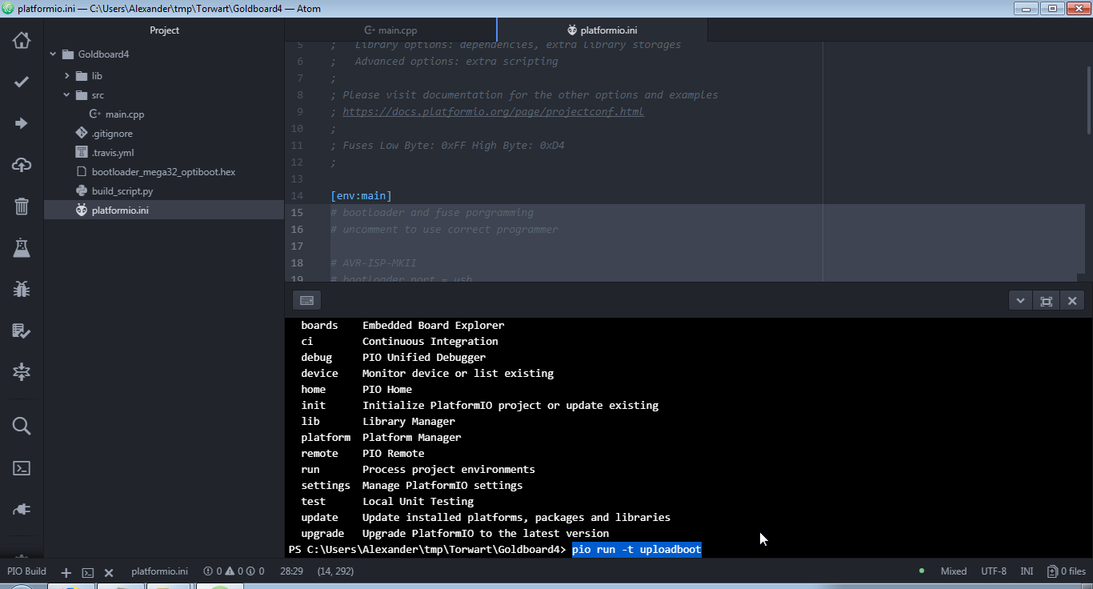 platformio.ini — C:\Users\Alexander\tmp\Torwart\Goldboard4 — Atom
Project
main.cpp
platformio.ini
Goldboard4
lib
src
main.cpp
.gitignore
.travis.yml
bootloader_mega32_optiboot.hex
build_script.py
platformio.ini
5 ;   Library options: dependencies, extra library storages
6 ;   Advanced options: extra scripting
7 ;
8 ; Please visit documentation for the other options and examples
9 ; https://docs.platformio.org/page/projectconf.html
10 ;
11 ; Fuses Low Byte: 0xFF High Byte: 0xD4
12 ;
13
14 [env:main]
15 # bootloader and fuse porgramming
16 # uncomment to use correct programmer
17
18 # AVR-ISP-MKII
19 # bootloader_port = usb
boards Embedded Board Explorer
ci Continuous Integration
debug PIO Unified Debugger
device Monitor device or list existing
home PIO Home
init Initialize PlatformIO project or update existing
lib Library Manager
platform Platform Manager
remote PIO Remote
run Process project environments
settings Manage PlatformIO settings
test Local Unit Testing
update Update installed platforms, packages and libraries
upgrade Upgrade PlatformIO to the latest version
PS C:\Users\Alexander\tmp\Torwart\Goldboard4> pio run -t uploadboot
PIO Build platformio.ini 0 0 0 28:29 (14, 292) Mixed UTF-8 INI 0 files